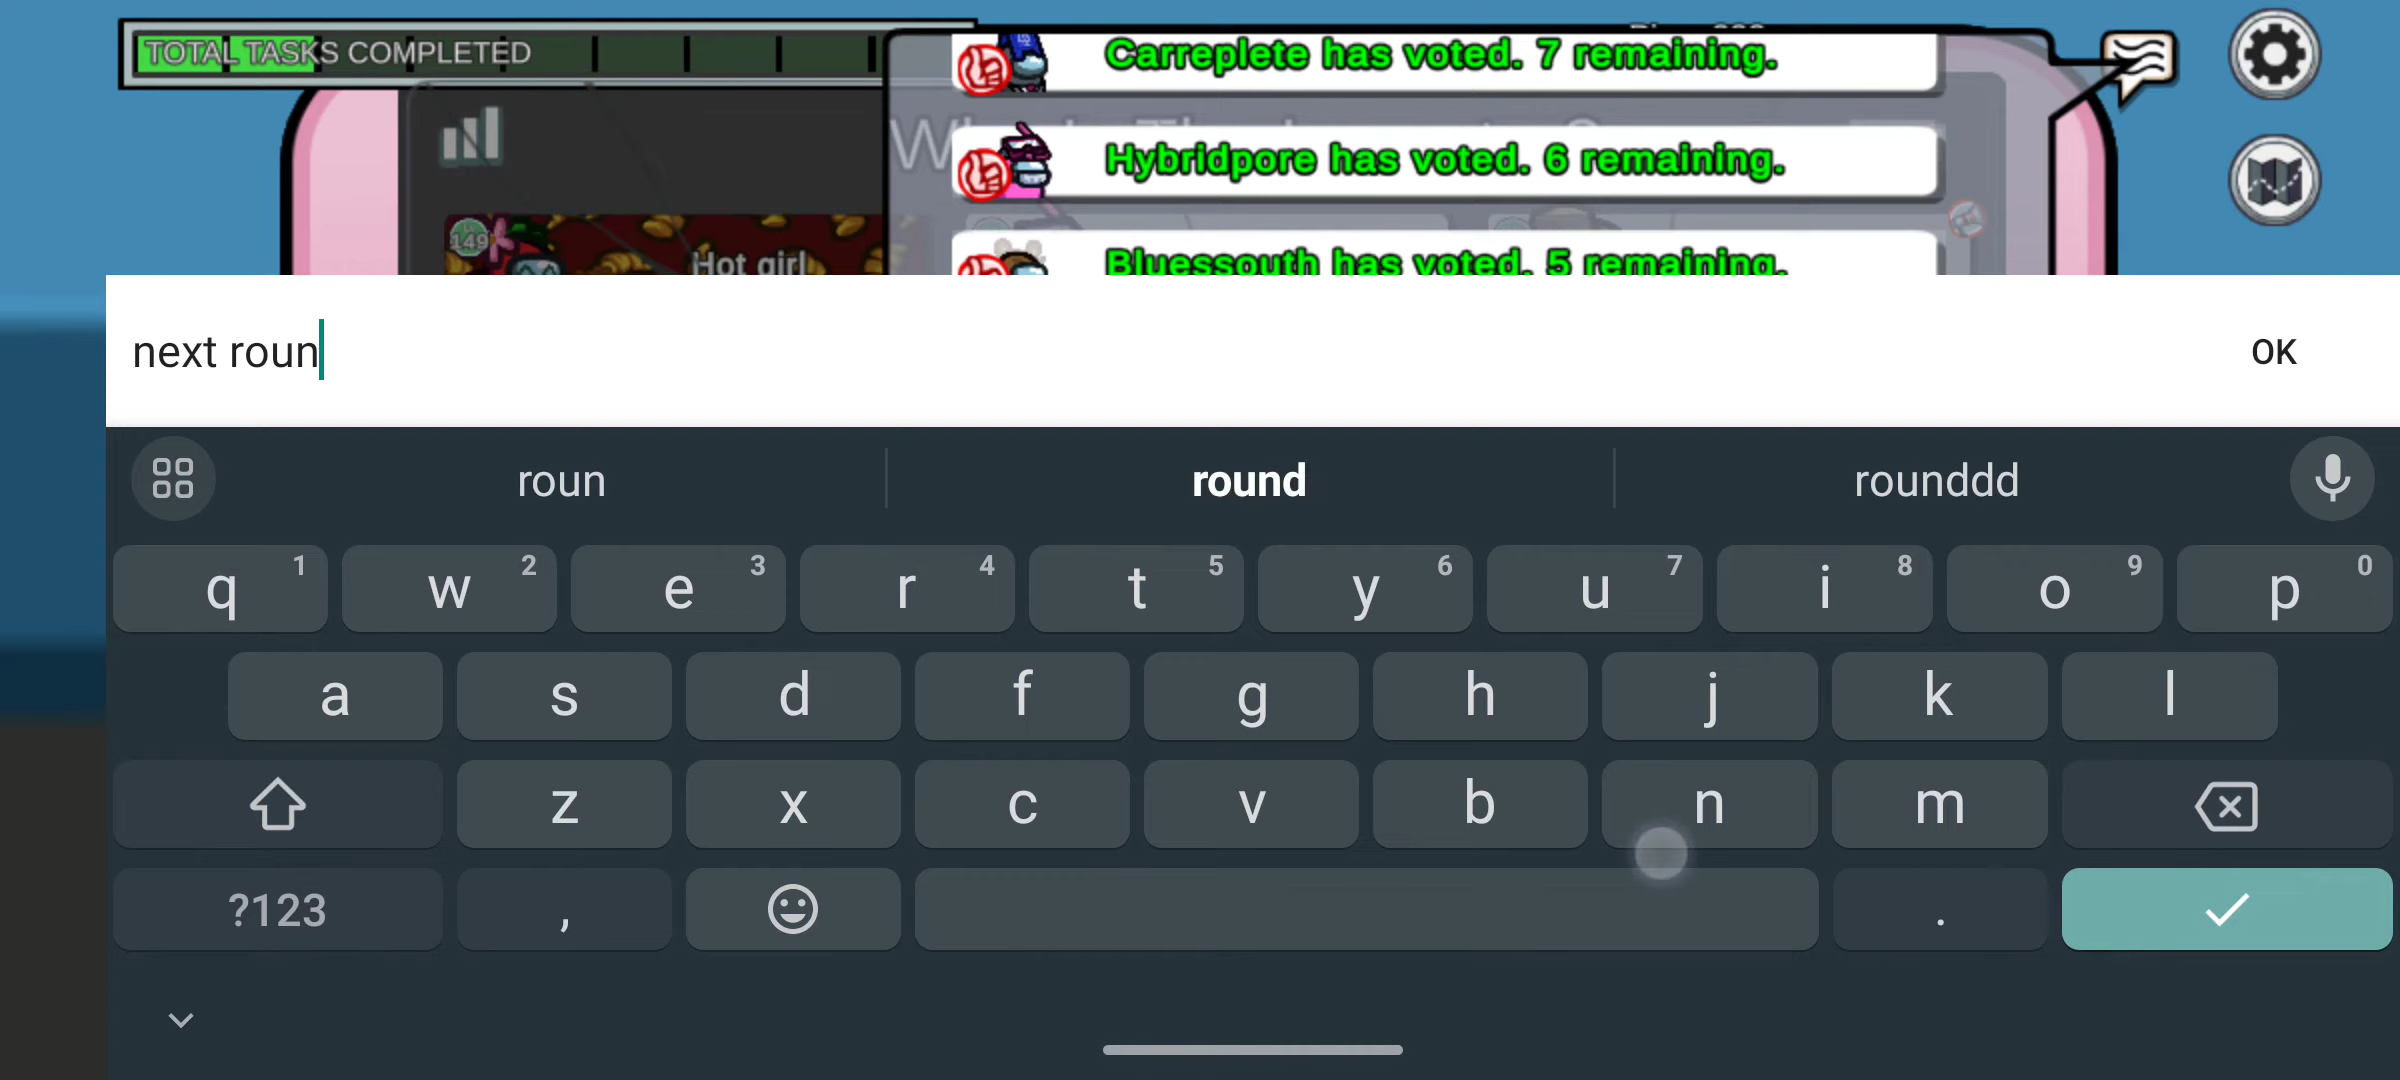 TOTAL TASKS COMPLETED
Carreplete has voted. 7 remaining.
Hybridpore has voted. 6 remaining.
149
Hot girl
Bluessouth has voted. 5 remaining.
next roun
OK
roun
round
rounddd
q 1 w 2 e 3 r 4 t 5 y 6 u 7 i 8 o 9 p 0
a s d f g h j k l
z x c v b n m
?123 , .